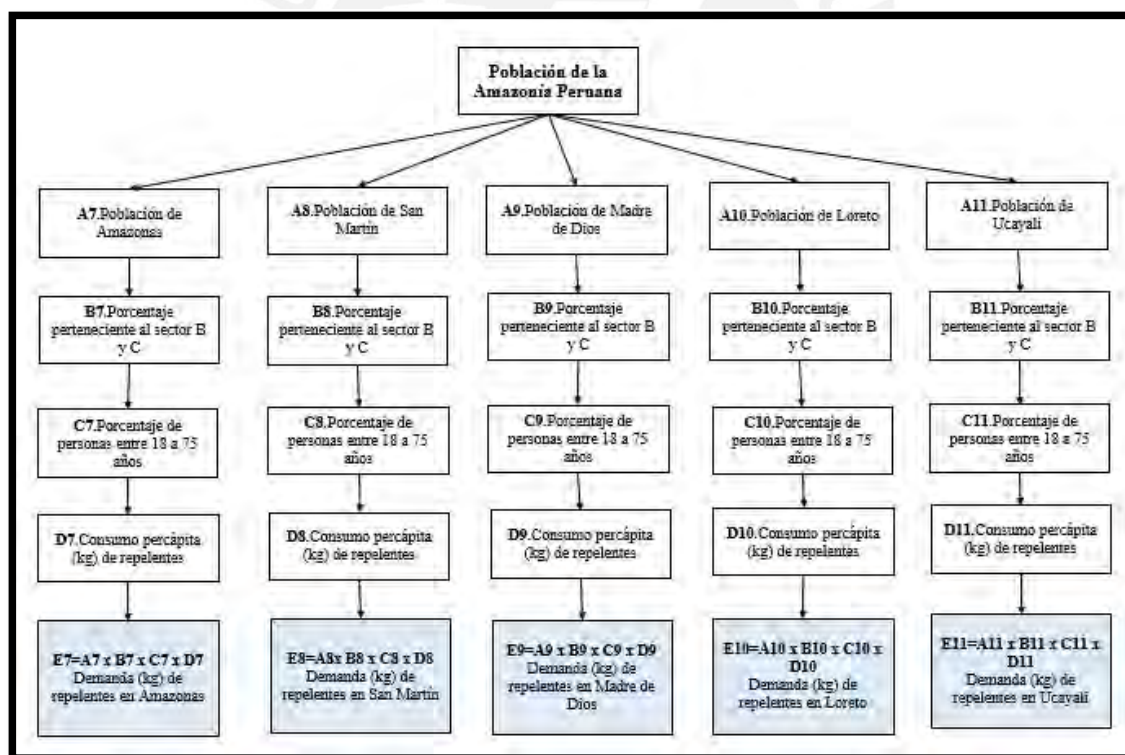 Población de la
Amazonía Peruana
A7.Población de
Amazonas
A8.Población de San
Martín
A9.Población de Madre
de Dios
A10.Población de Loreto
A11.Población de
Ucayali
B7.Porcentaje
perteneciente al sector B
y C
B8.Porcentaje
perteneciente al sector B
y C
B9.Porcentaje
perteneciente al sector B
y C
B10.Porcentaje
perteneciente al sector B
y C
B11.Porcentaje
perteneciente al sector B
y C
C7.Porcentaje de
personas entre 18 a 75
años
C8.Porcentaje de
personas entre 18 a 75
años
C9.Porcentaje de
personas entre 18 a 75
años
C10.Porcentaje de
personas entre 18 a 75
años
C11.Porcentaje de
personas entre 18 a 75
años
D7.Consumo percápita
(kg) de repelentes
D8.Consumo percápita
(kg) de repelentes
D9.Consumo percápita
(kg) de repelentes
D10.Consumo percápita
(kg) de repelentes
D11.Consumo percápita
(kg) de repelentes
E7=A7 x B7 x C7 x D7
Demanda (kg) de
repelentes en Amazonas
E8=A8x B8 x C8 x D8
Demanda (kg) de
repelentes en San Martín
E9=A9 x B9 x C9 x D9
Demanda (kg) de
repelentes en Madre de
Dios
E10=A10 x B10 x C10 x
D10
Demanda (kg) de
repelentes en Loreto
E11=A11 x B11 x C11 x
D11
Demanda (kg) de
repelentes en Ucayali